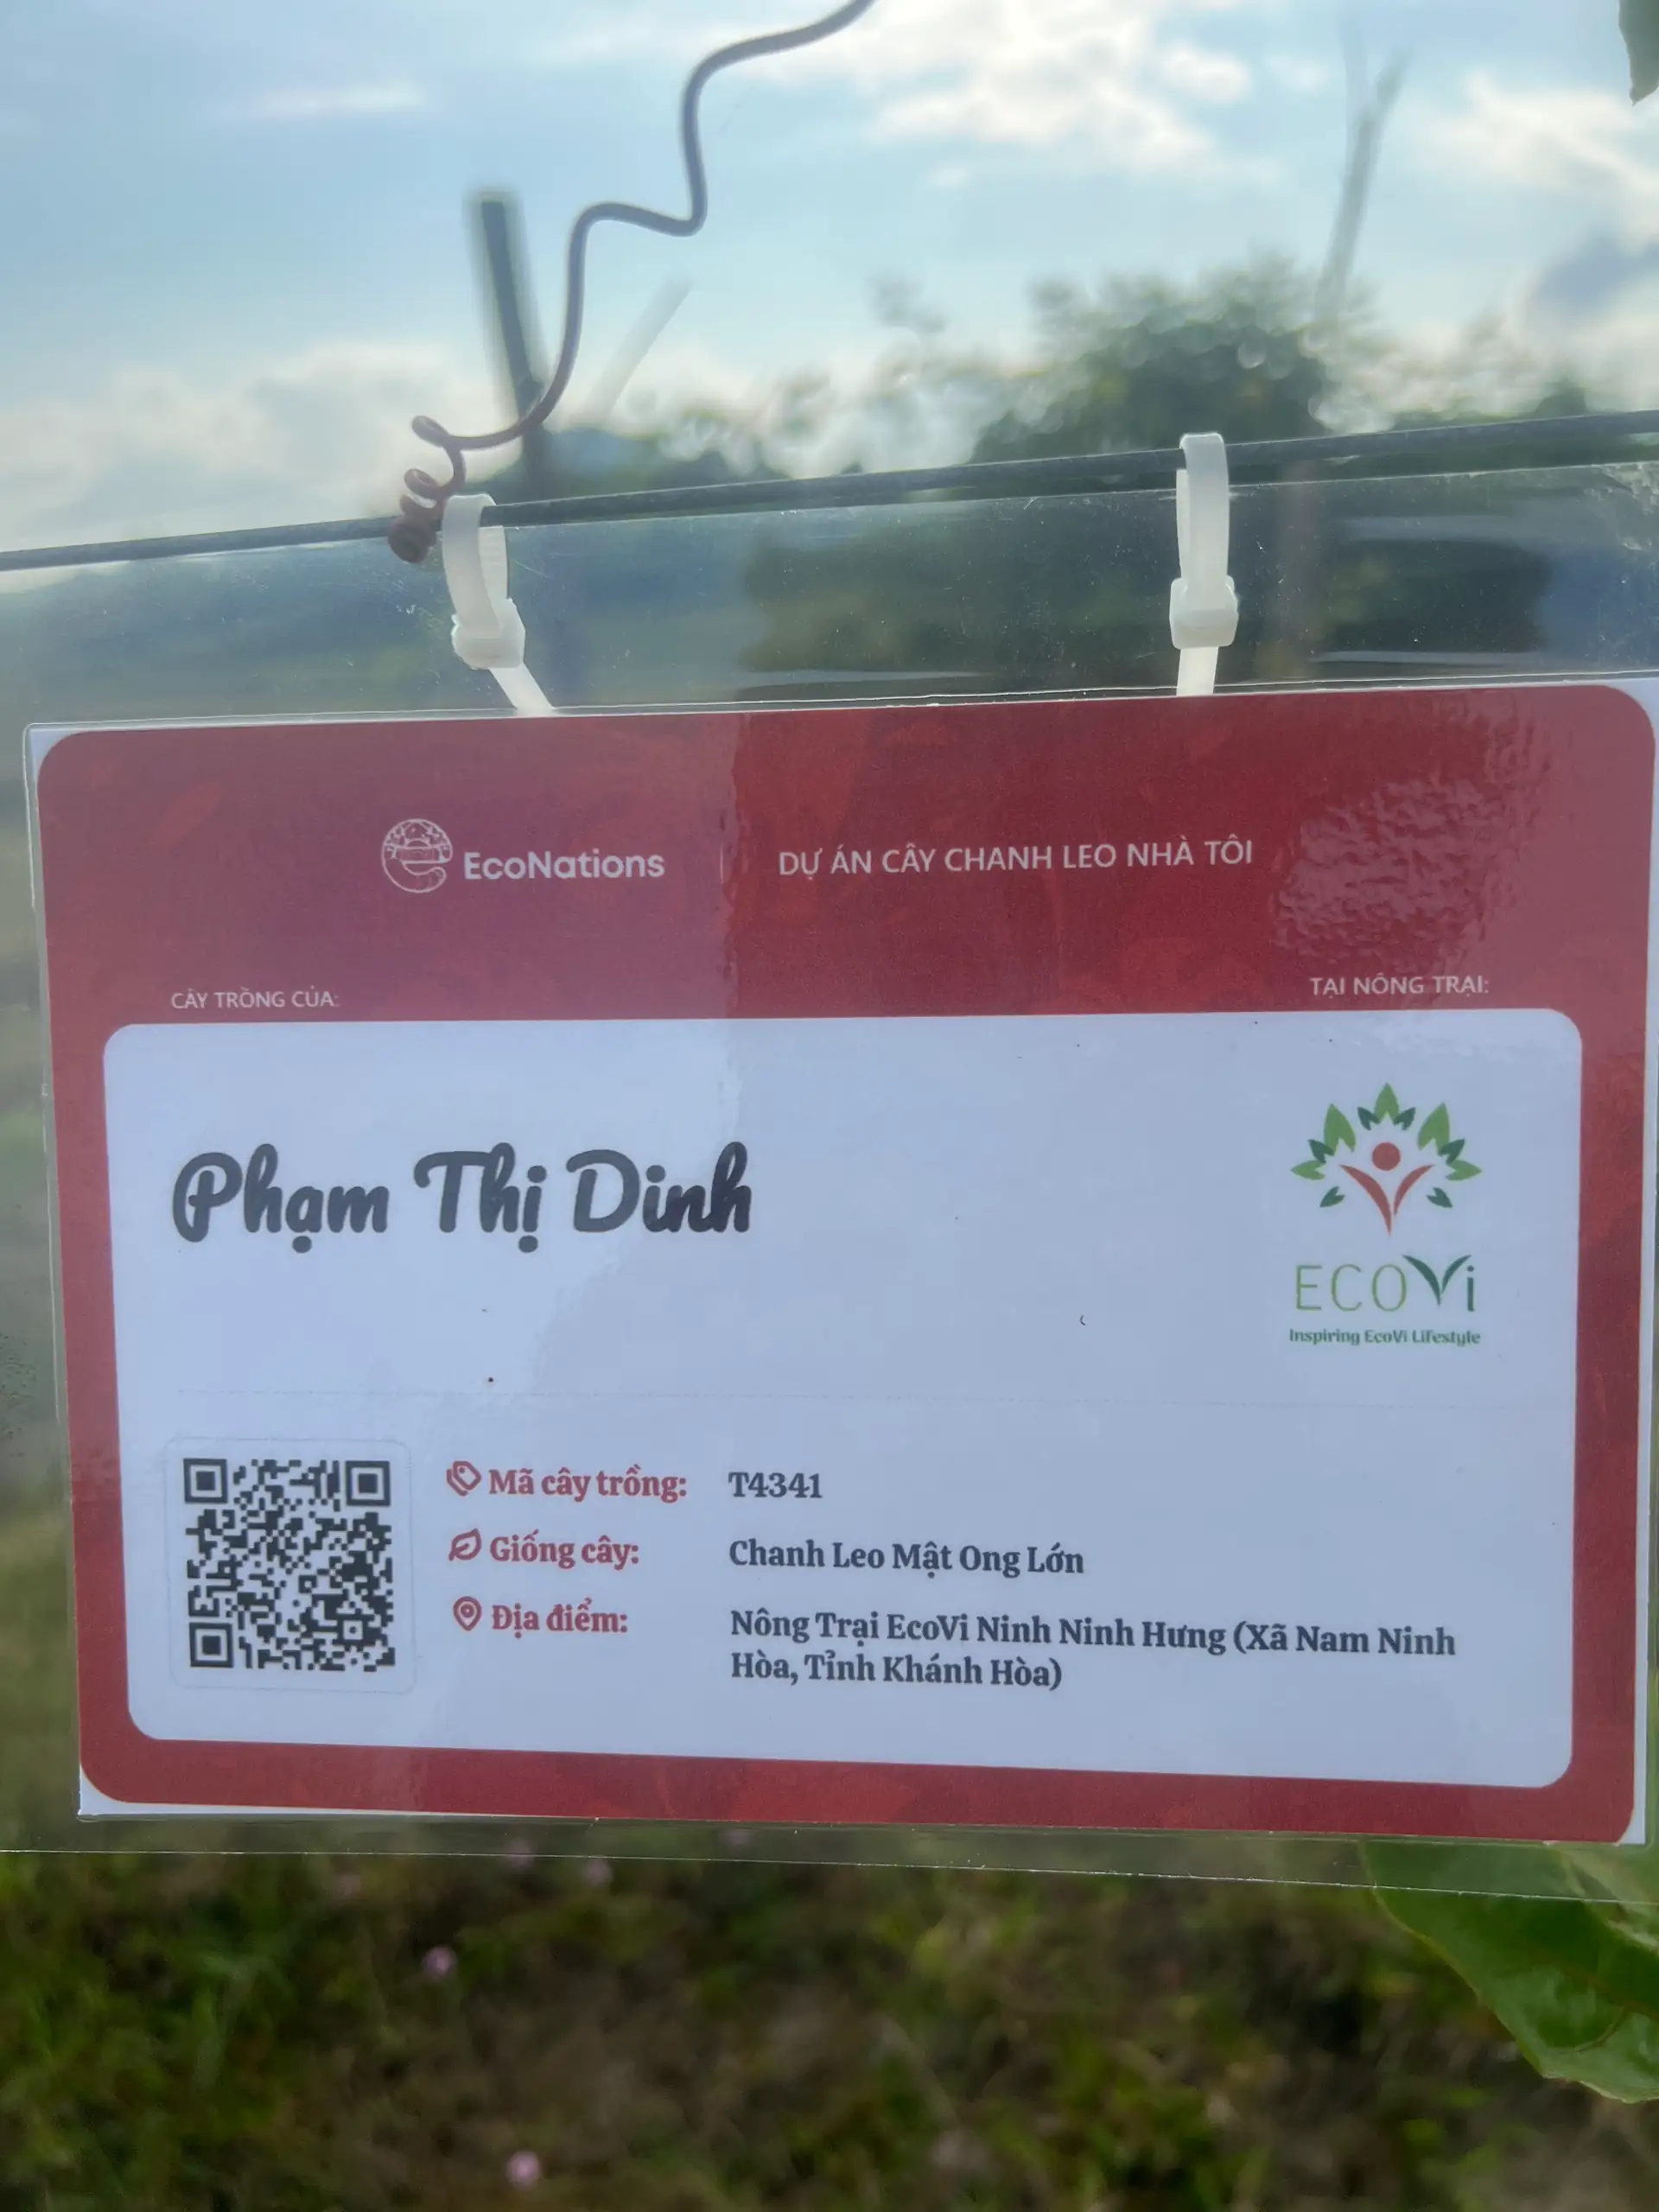 EcoNations
DỰ ÁN CÂY CHANH LEO NHÀ TÔI
CÂY TRỒNG CỦA:
TẠI NÔNG TRẠI:
Phạm Thị Dinh
ECOVi
Inspiring EcoVi Lifestyle
Mã cây trồng: T4341
Giống cây: Chanh Leo Mật Ong Lớn
Địa điểm: Nông Trại EcoVi Ninh Ninh Hưng (Xã Nam Ninh
Hòa, Tỉnh Khánh Hòa)